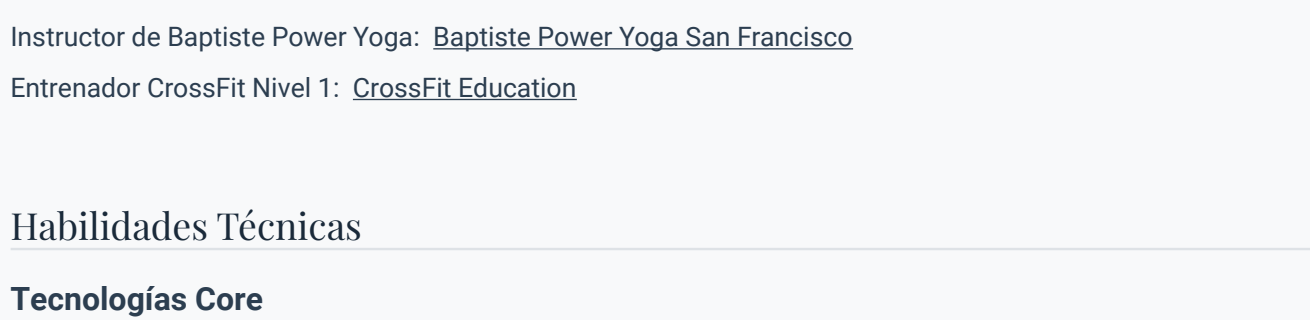 Instructor de Baptiste Power Yoga: Baptiste Power Yoga San Francisco
Entrenador CrossFit Nivel 1: CrossFit Education
Habilidades Técnicas
Tecnologías Core